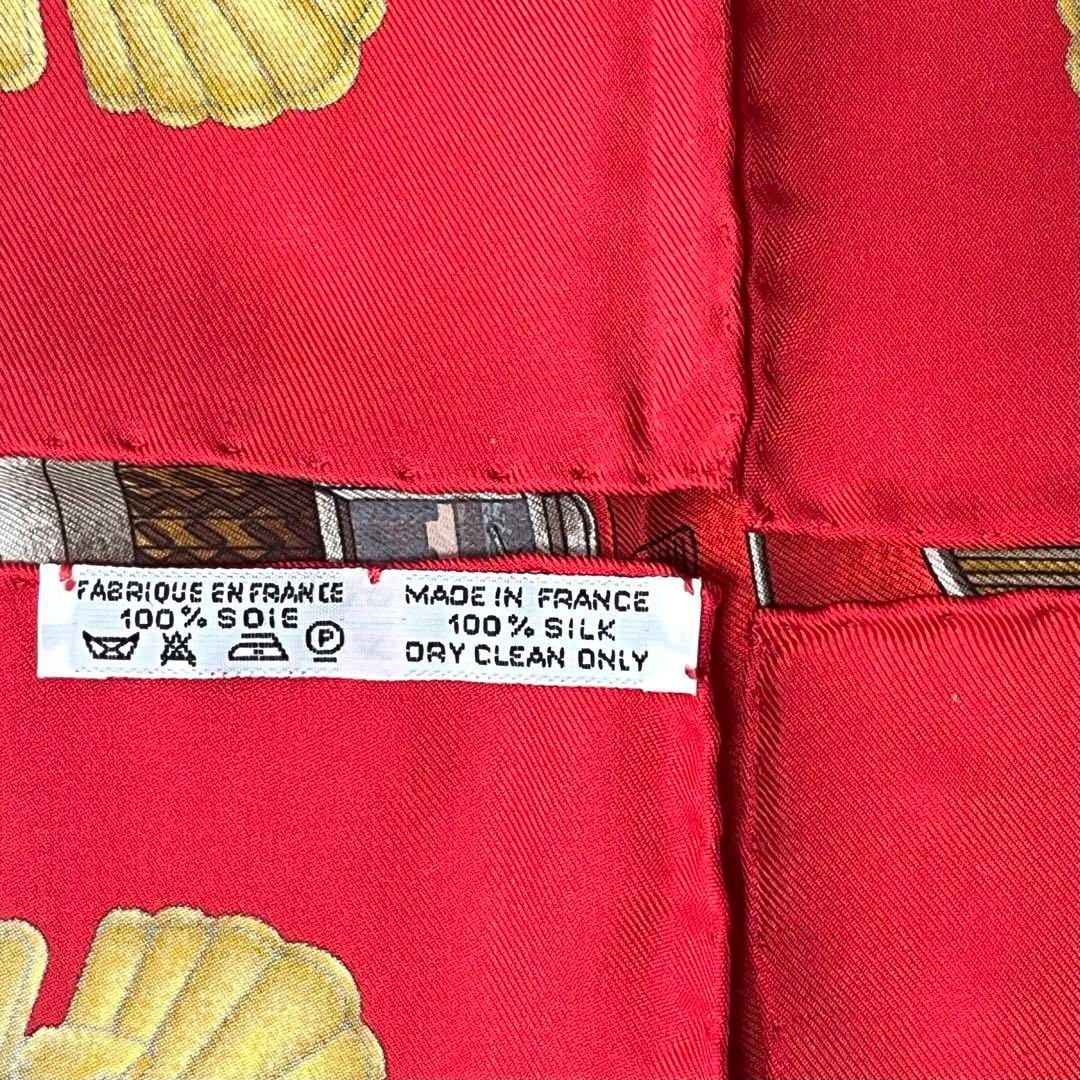 FABRIQUE EN FRANCE
100% SOIE
P
MADE IN FRANCE
100% SILK
DRY CLEAN ONLY